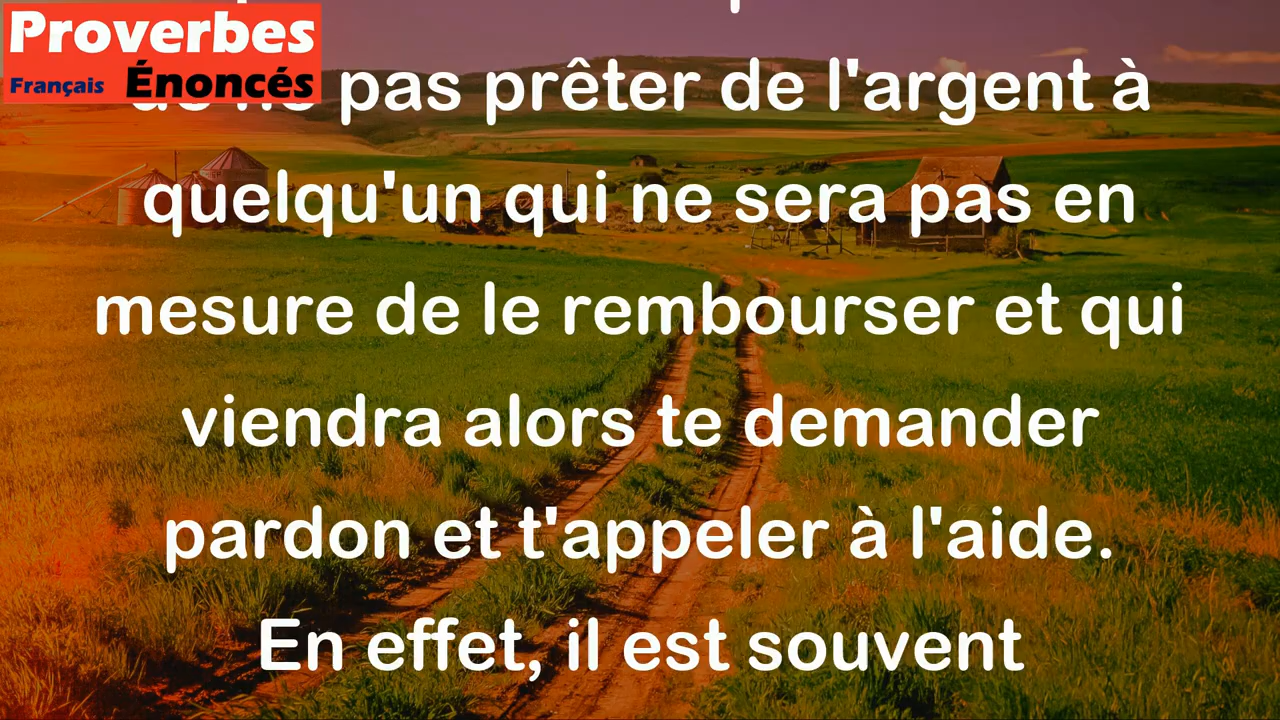 Proverbes
Français Énoncés
pas prêter de l'argent à
quelqu'un qui ne sera pas en
mesure de le rembourser et qui
viendra alors te demander
pardon et t'appeler à l'aide.
En effet, il est souvent